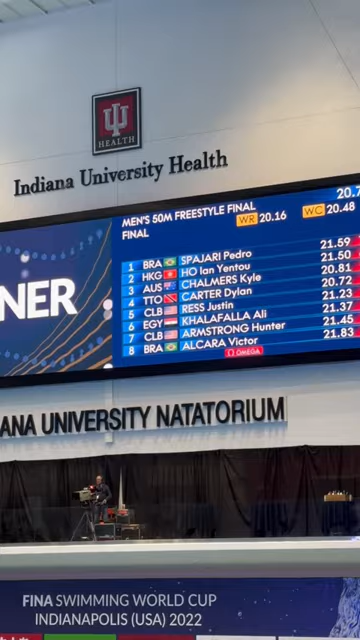 HEALTH
Indiana University Health
20.7
MEN'S 50M FREESTYLE FINAL
WR 20.16 WC 20.48
FINAL
1 BRA SPAJARI Pedro 21.59
2 HKG HO Ian Yentou 21.50
3 AUS CHALMERS Kyle 20.81
4 TTO CARTER Dylan 20.72
5 CLB RESS Justin 21.23
6 EGY KHALAFALLA Ali 21.37
7 CLB ARMSTRONG Hunter 21.45
8 BRA ALCARA Victor 21.83
NER
OMEGA
ANA UNIVERSITY NATATORIUM
FINA SWIMMING WORLD CUP
INDIANAPOLIS (USA) 2022